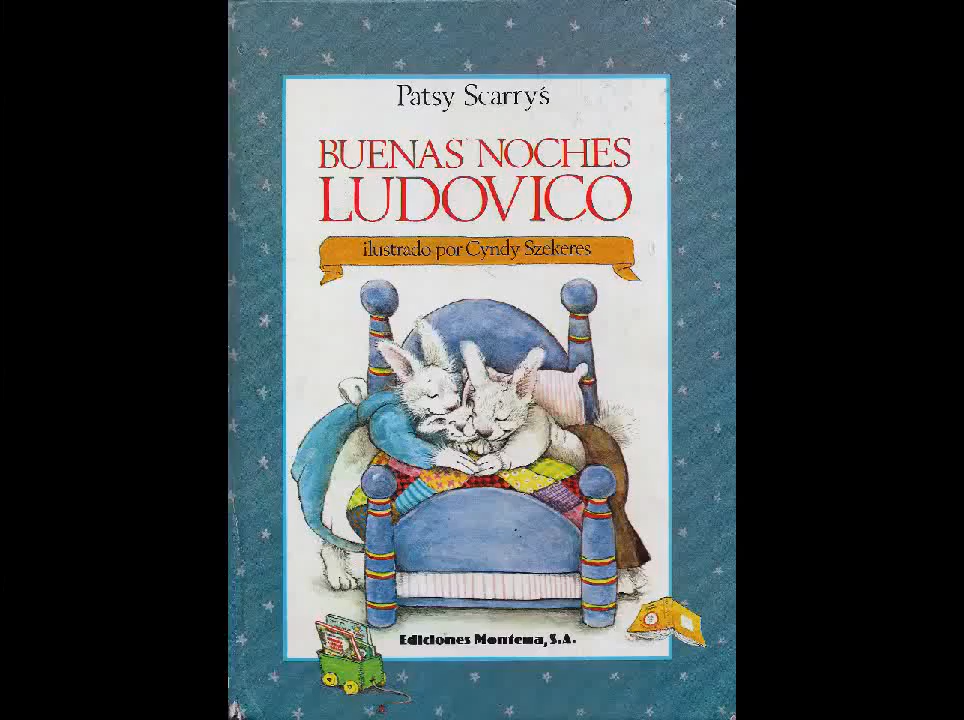 Patsy Scarry's
BUENAS NOCHES
LUDOVICO
ilustrado por Cyndy Szekeres
Ediciones Montena, S.A.